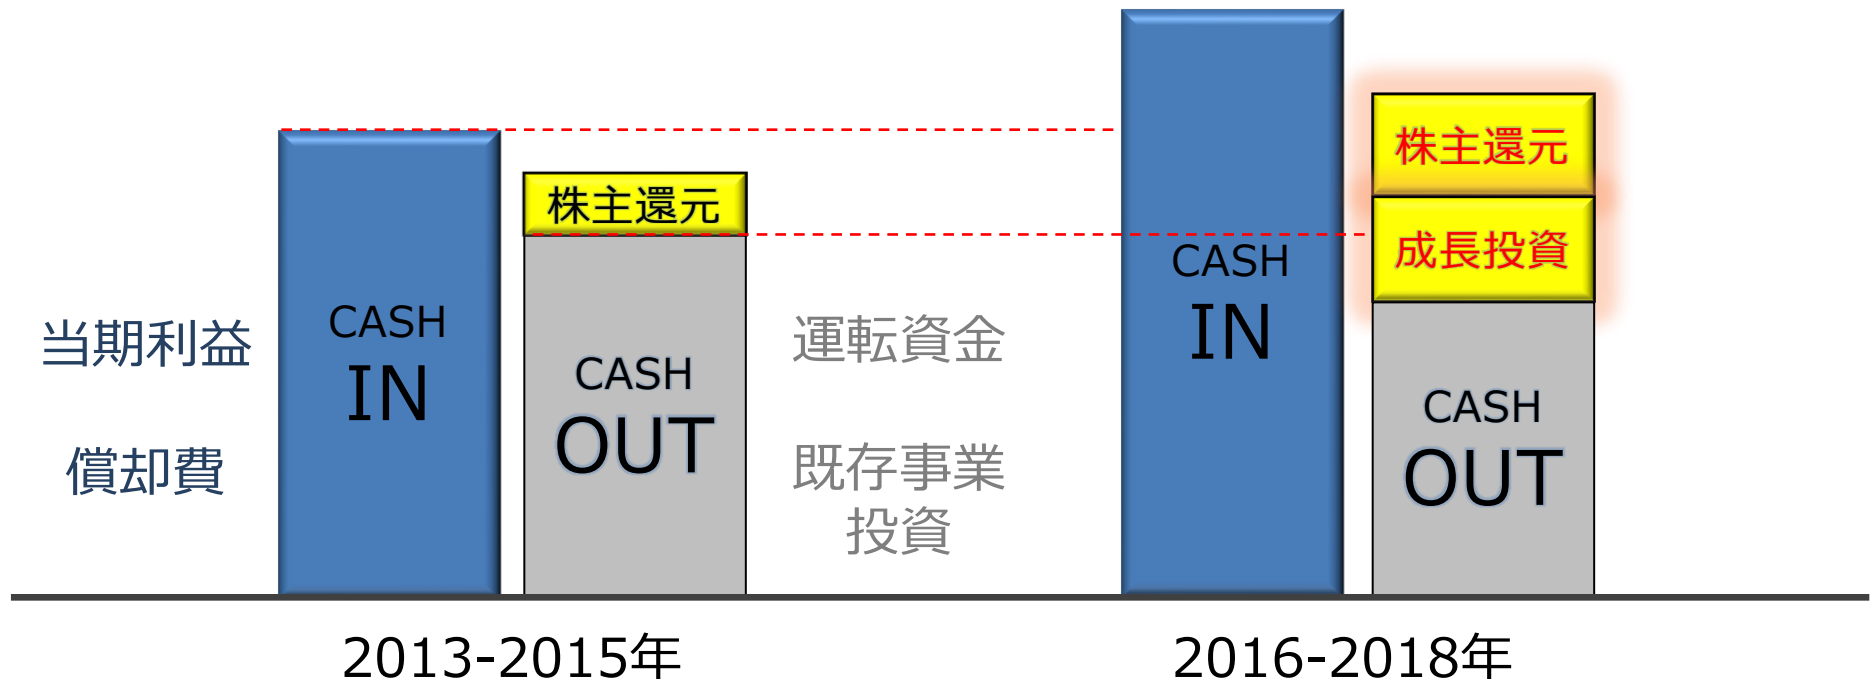 当期利益
償却費
CASH
IN
株主還元
CASH
OUT
運転資金
既存事業
投資
CASH
IN
株主還元
成長投資
CASH
OUT
2013-2015年
2016-2018年